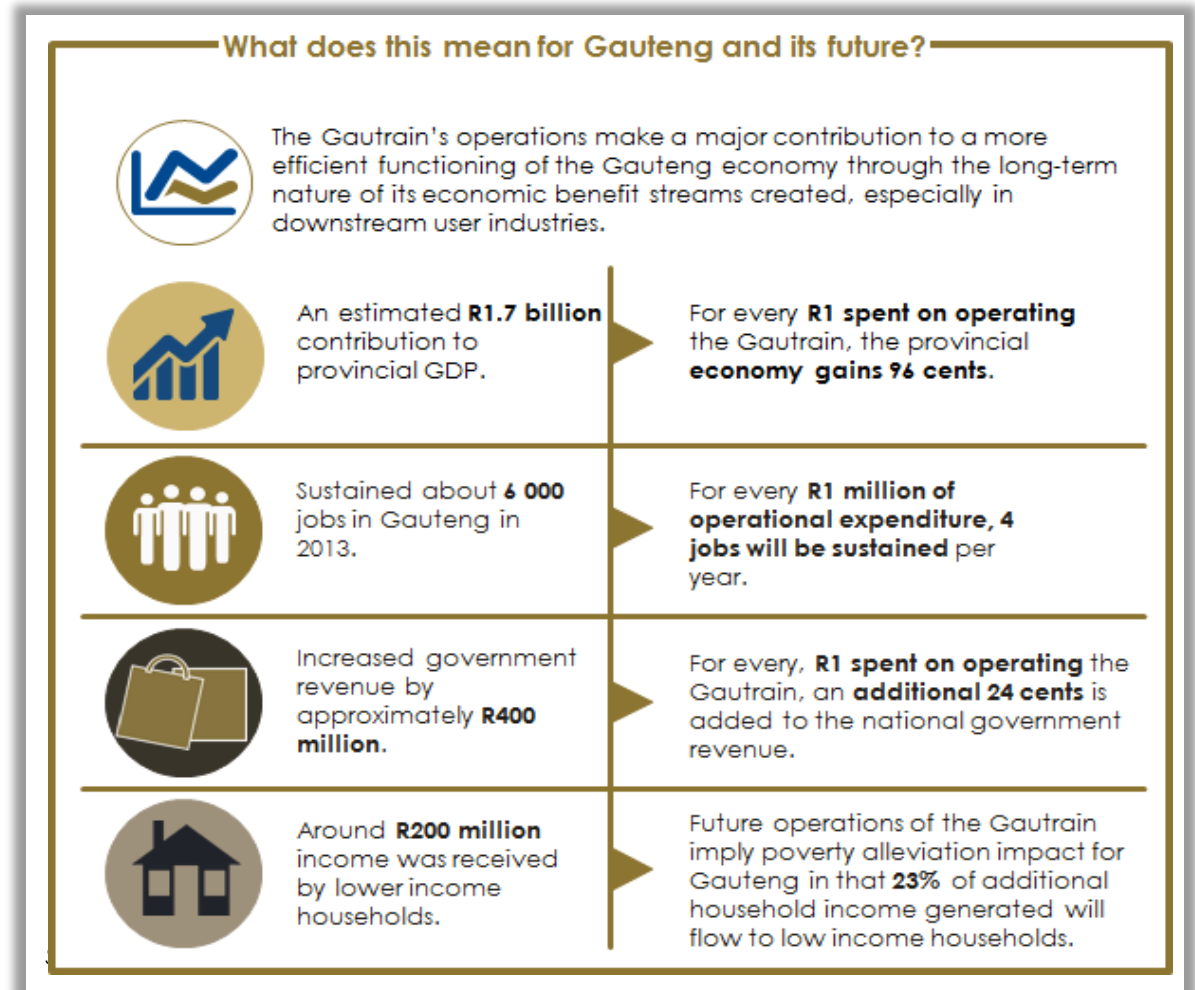 What does this mean for Gauteng and its future?
The Gautrain's operations make a major contribution to a more
efficient functioning of the Gauteng economy through the long-term
nature of its economic benefit streams created, especially in
downstream user industries.
An estimated R1.7 billion
contribution to
provincial GDP.
For every R1 spent on operating
the Gautrain, the provincial
economy gains 96 cents.
Sustained about 6 000
jobs in Gauteng in
2013.
For every R1 million of
operational expenditure, 4
jobs will be sustained per
year.
Increased government
revenue by
approximately R400
million.
For every, R1 spent on operating the
Gautrain, an additional 24 cents is
added to the national government
revenue.
Around R200 million
income was received
by lower income
households.
Future operations of the Gautrain
imply poverty alleviation impact for
Gauteng in that 23% of additional
household income generated will
flow to low income households.